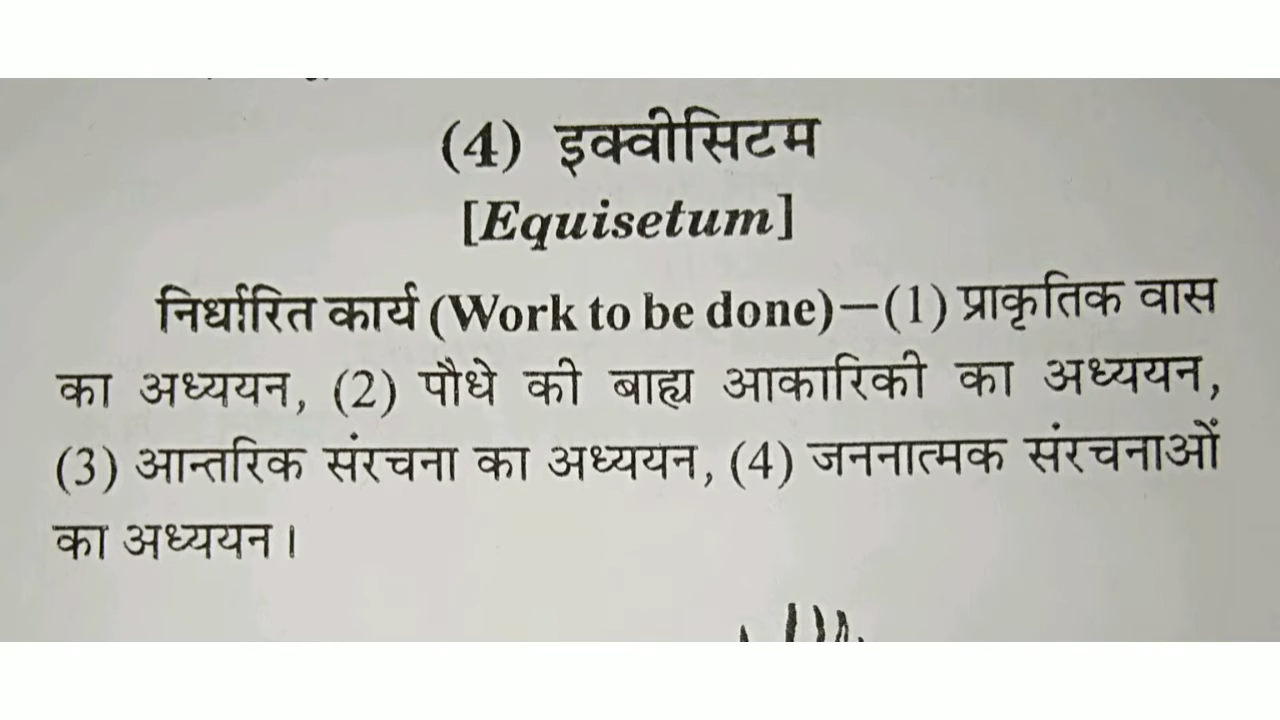 (4) इक्वीसिटम
[Equisetum]
निर्धारित कार्य (Work to be done)—(1) प्राकृतिक वास
का अध्ययन, (2) पौधे की बाह्य आकारिकी का अध्ययन,
(3) आन्तरिक संरचना का अध्ययन, (4) जननात्मक संरचनाओं
का अध्ययन।